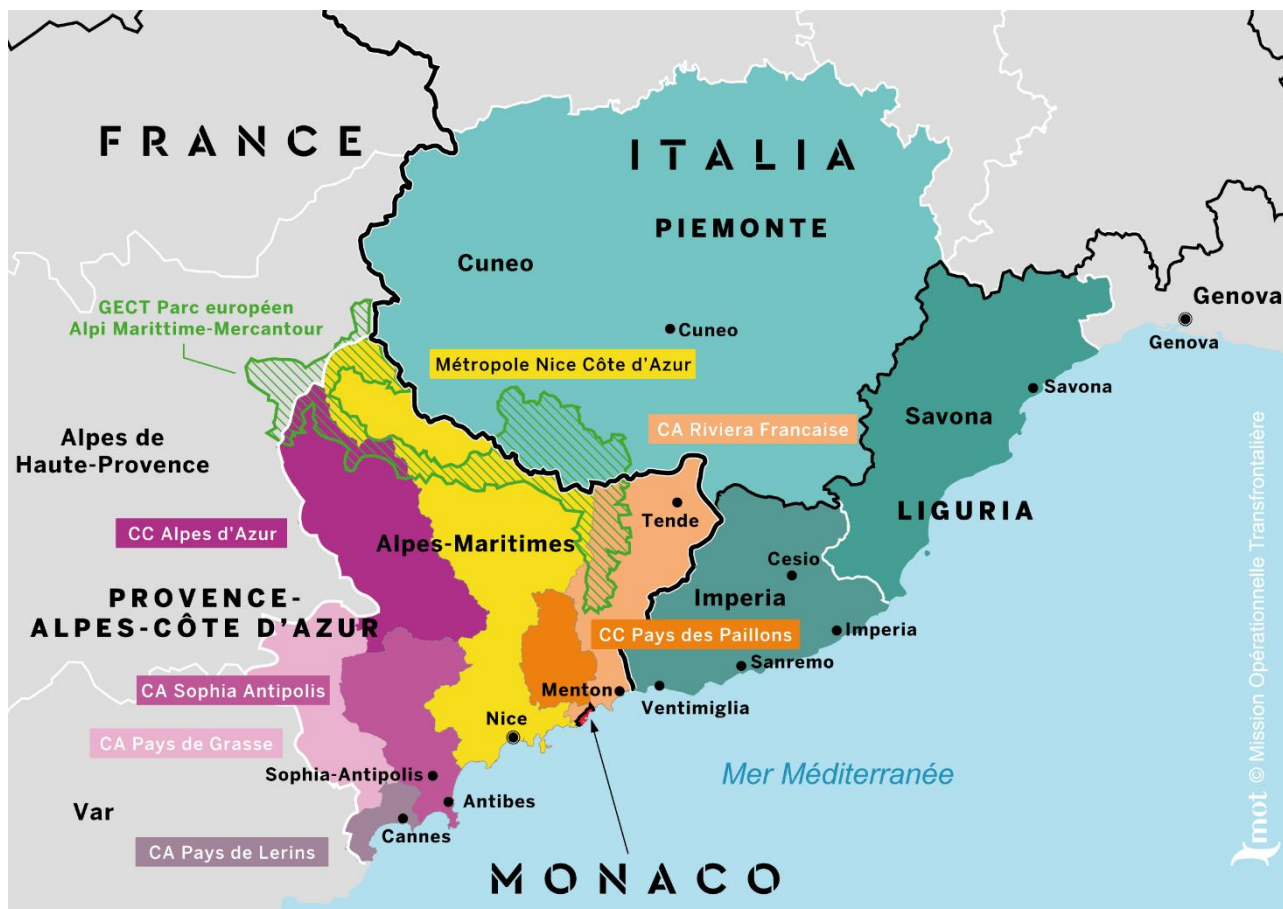 FRANCE
ITALIA
PIEMONTE
Cuneo
GECT Parc européen
Alpi Marittime-Mercantour
Cuneo
Genova
Genova
Métropole Nice Côte d'Azur
Savona
Savona
CA Riviera Francaise
Alpes de
Haute-Provence
LIGURIA
Tende
CC Alpes d'Azur
Alpes-Maritimes
Cesio
Imperia
PROVENCE-
ALPES-CÔTE D'AZUR
CC Pays des Paillons
Imperia
Sanremo
CA Sophia Antipolis
Menton
Ventimiglia
Nice
CA Pays de Grasse
Sophia-Antipolis
Mer Méditerranée
Antibes
Var
Cannes
CA Pays de Lerins
MONACO
mot © Mission Opérationnelle Transfrontalière